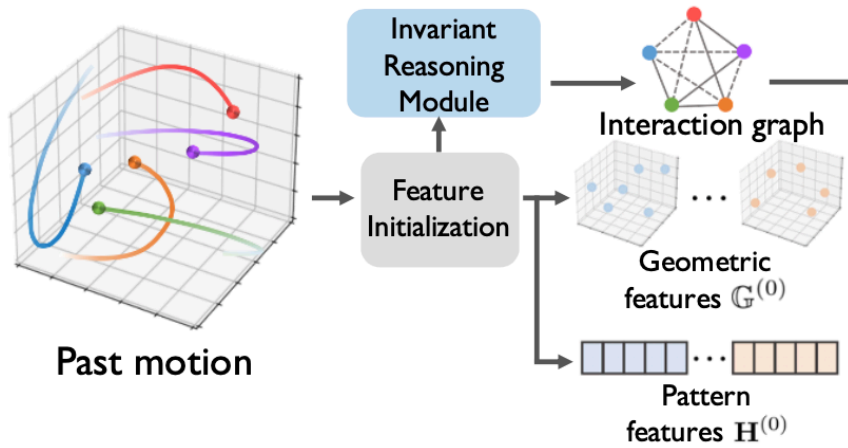 Invariant
Reasoning
Module
Interaction graph
Feature
Initialization
...
Geometric
features 𝔾^(0)
Past motion
...
Pattern
features 𝐇^(0)